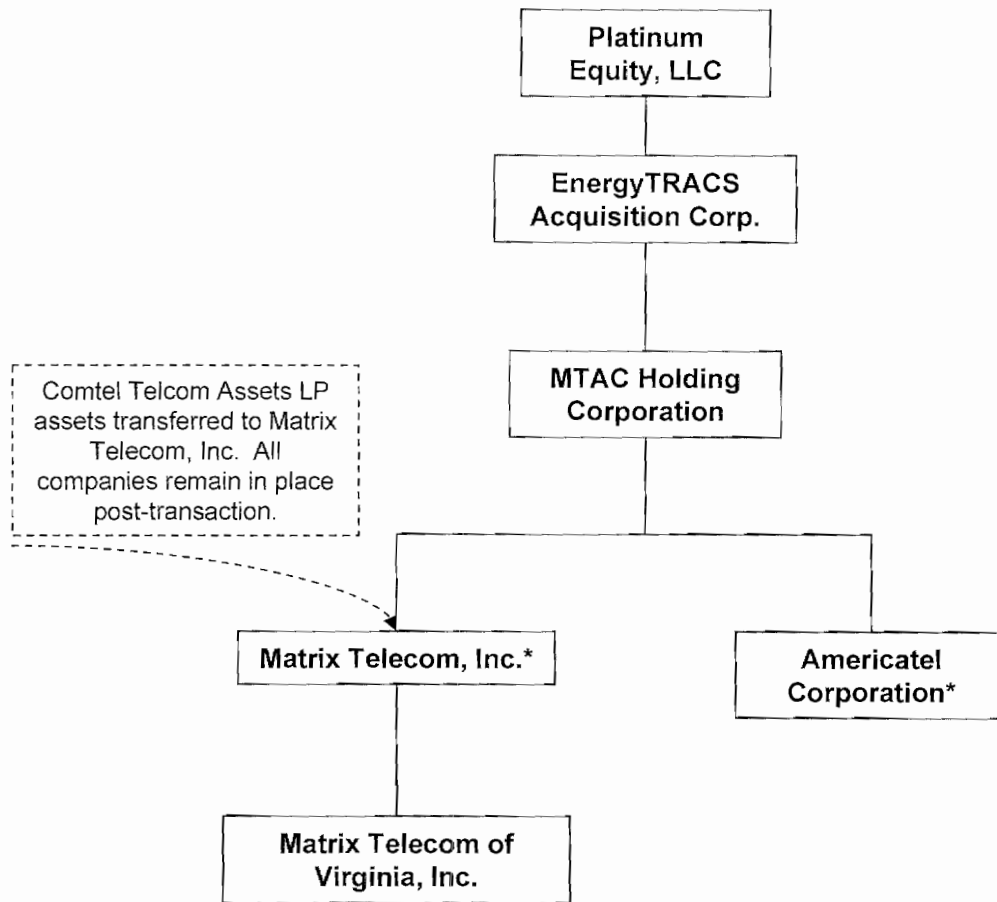 Platinum
Equity, LLC
EnergyTRACS
Acquisition Corp.
MTAC Holding
Corporation
Comtel Telcom Assets LP
assets transferred to Matrix
Telecom, Inc. All
companies remain in place
post-transaction.
Matrix Telecom, Inc.*
Americatel
Corporation*
Matrix Telecom of
Virginia, Inc.